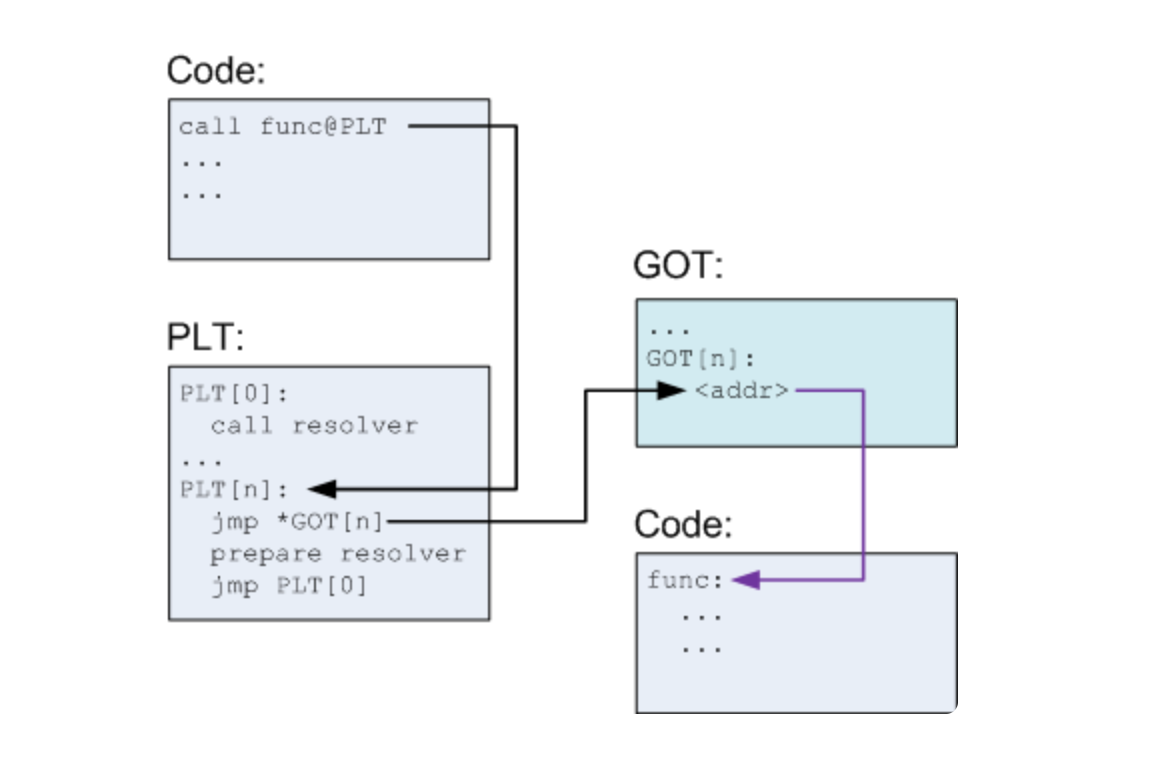 Code:
call func@PLT
...
...
PLT:
PLT[0]:
call resolver
...
PLT[n]:
jmp *GOT[n]
prepare resolver
jmp PLT[0]
GOT:
...
GOT[n]:
<addr>
Code:
func:
...
...